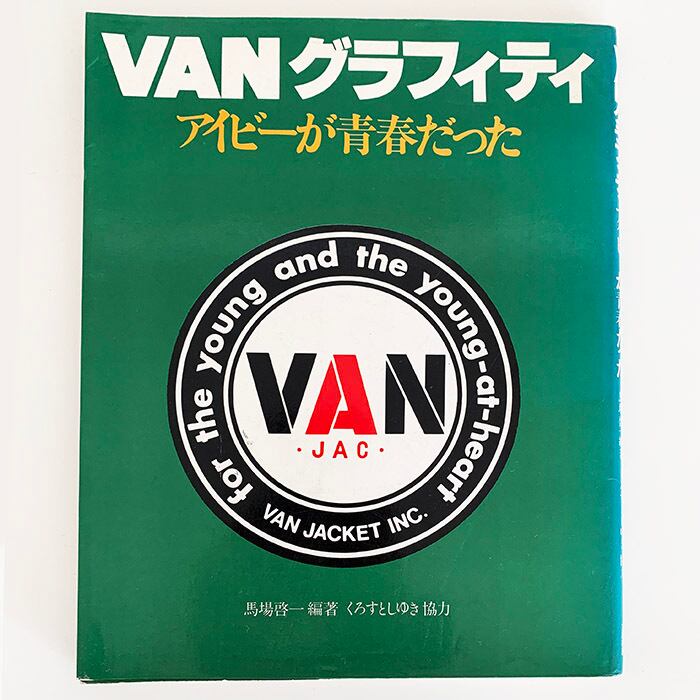 VANグラフィティ
アイビーが青春だった
for the young and the young-at-heart
VAN
・JAC・
VAN JACKET INC.
馬場啓一 編著 くろすとしゆき 協力